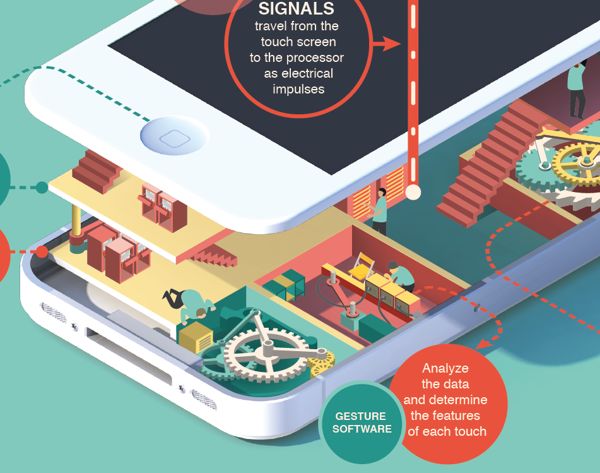 SIGNALS
travel from the
touch screen
to the processor
as electrical
impulses
Analyze
the data
and determine
the features
of each touch
GESTURE
SOFTWARE